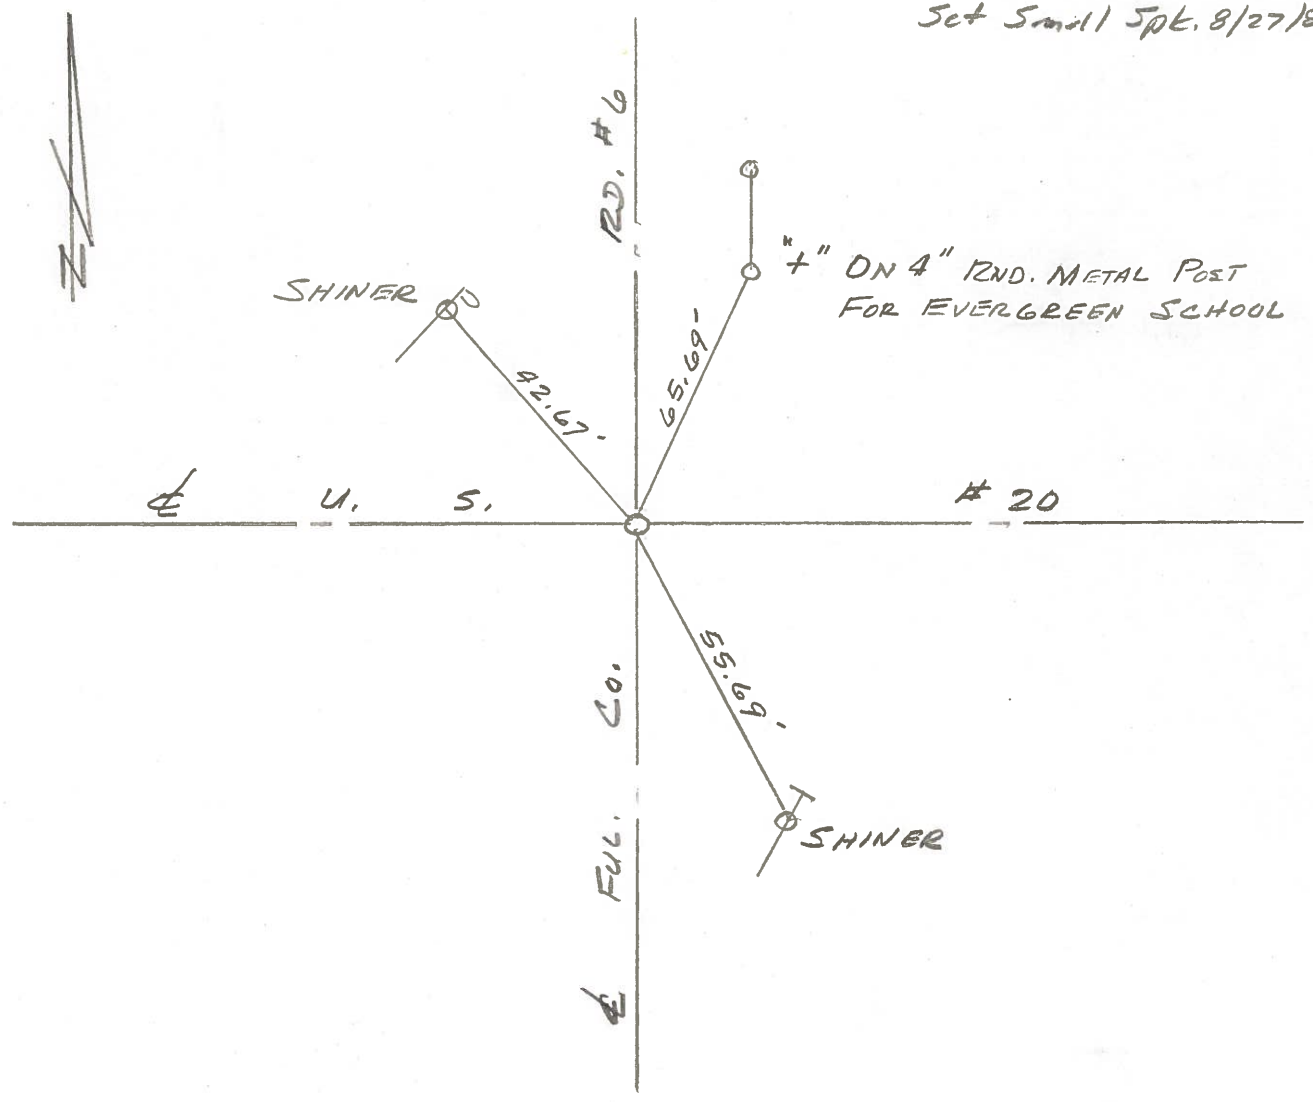 Set Small Spk. 8/27/8
RD. # 6
N
SHINER
"+" ON 4" RND. METAL POST
FOR EVERGREEN SCHOOL
42.67'
65.69'
℄ U. S. # 20
55.69'
SHINER
℄ FUL. CO.